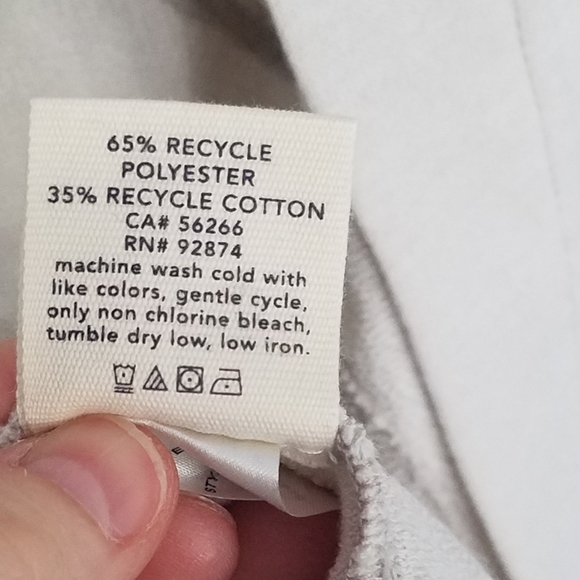 65% RECYCLE
POLYESTER
35% RECYCLE COTTON
CA# 56266
RN# 92874
machine wash cold with
like colors, gentle cycle,
only non chlorine bleach,
tumble dry low, low iron.